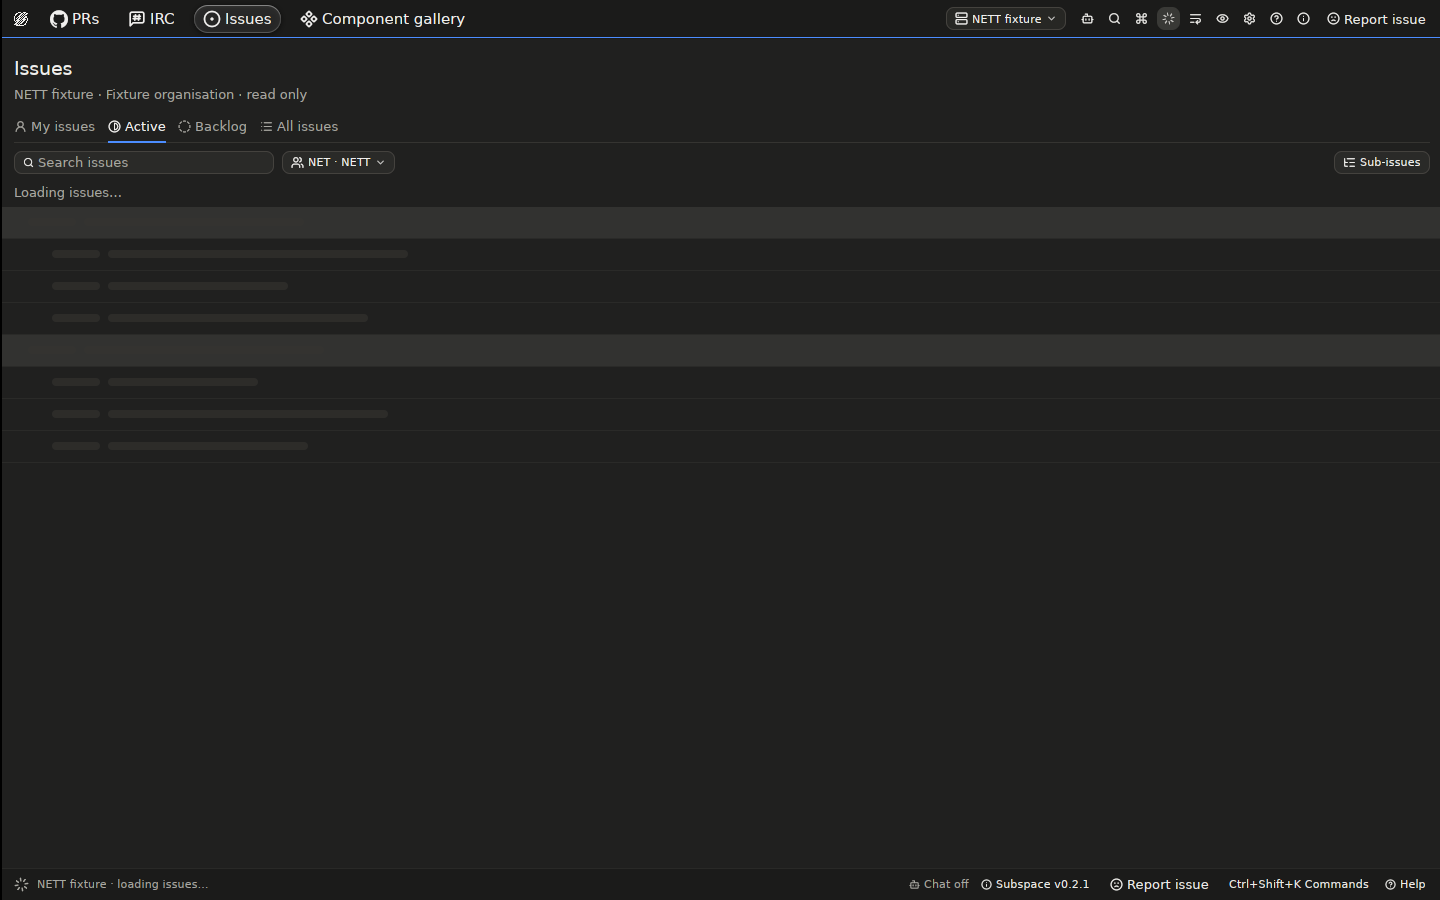 PRs IRC Issues Component gallery NETT fixture Report issue
Issues
NETT fixture · Fixture organisation · read only
My issues Active Backlog All issues
Search issues NET · NETT Sub-issues
Loading issues...
NETT fixture · loading issues... Chat off Subspace v0.2.1 Report issue Ctrl+Shift+K Commands Help